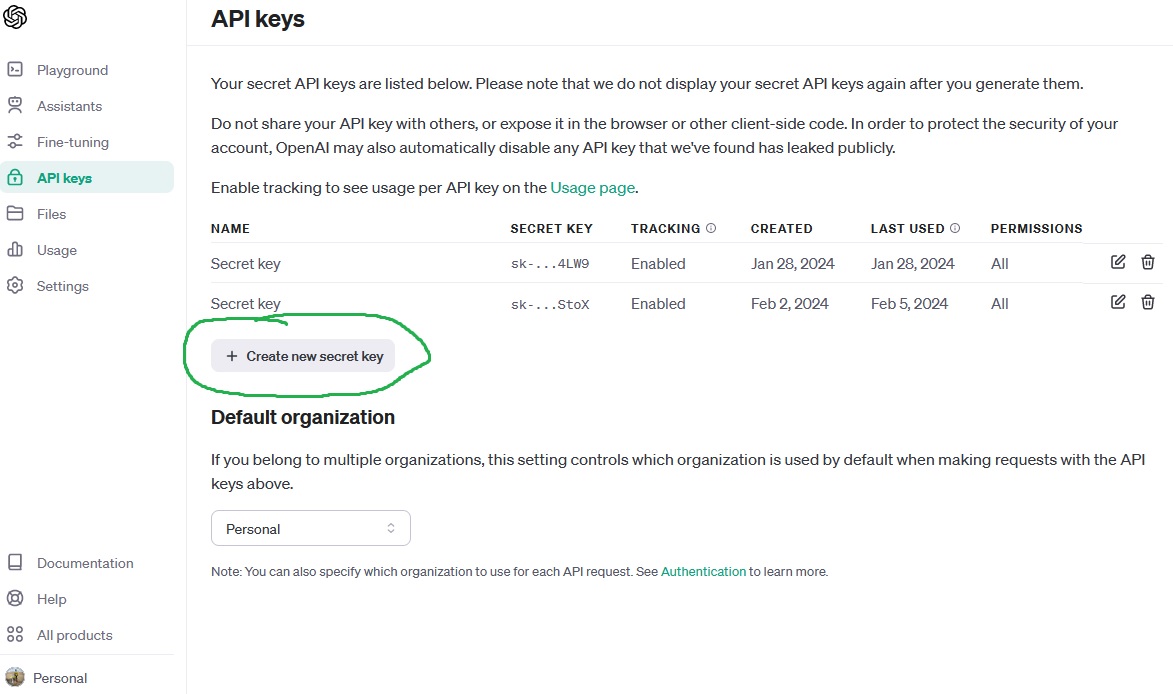 API keys
Playground
Assistants
Fine-tuning
API keys
Files
Usage
Settings
Your secret API keys are listed below. Please note that we do not display your secret API keys again after you generate them.
Do not share your API key with others, or expose it in the browser or other client-side code. In order to protect the security of your
account, OpenAI may also automatically disable any API key that we've found has leaked publicly.
Enable tracking to see usage per API key on the Usage page.
NAME SECRET KEY TRACKING CREATED LAST USED PERMISSIONS
Secret key sk-...4LW9 Enabled Jan 28, 2024 Jan 28, 2024 All
Secret key sk-...StoX Enabled Feb 2, 2024 Feb 5, 2024 All
+ Create new secret key
Default organization
If you belong to multiple organizations, this setting controls which organization is used by default when making requests with the API
keys above.
Personal
Note: You can also specify which organization to use for each API request. See Authentication to learn more.
Documentation
Help
All products
Personal